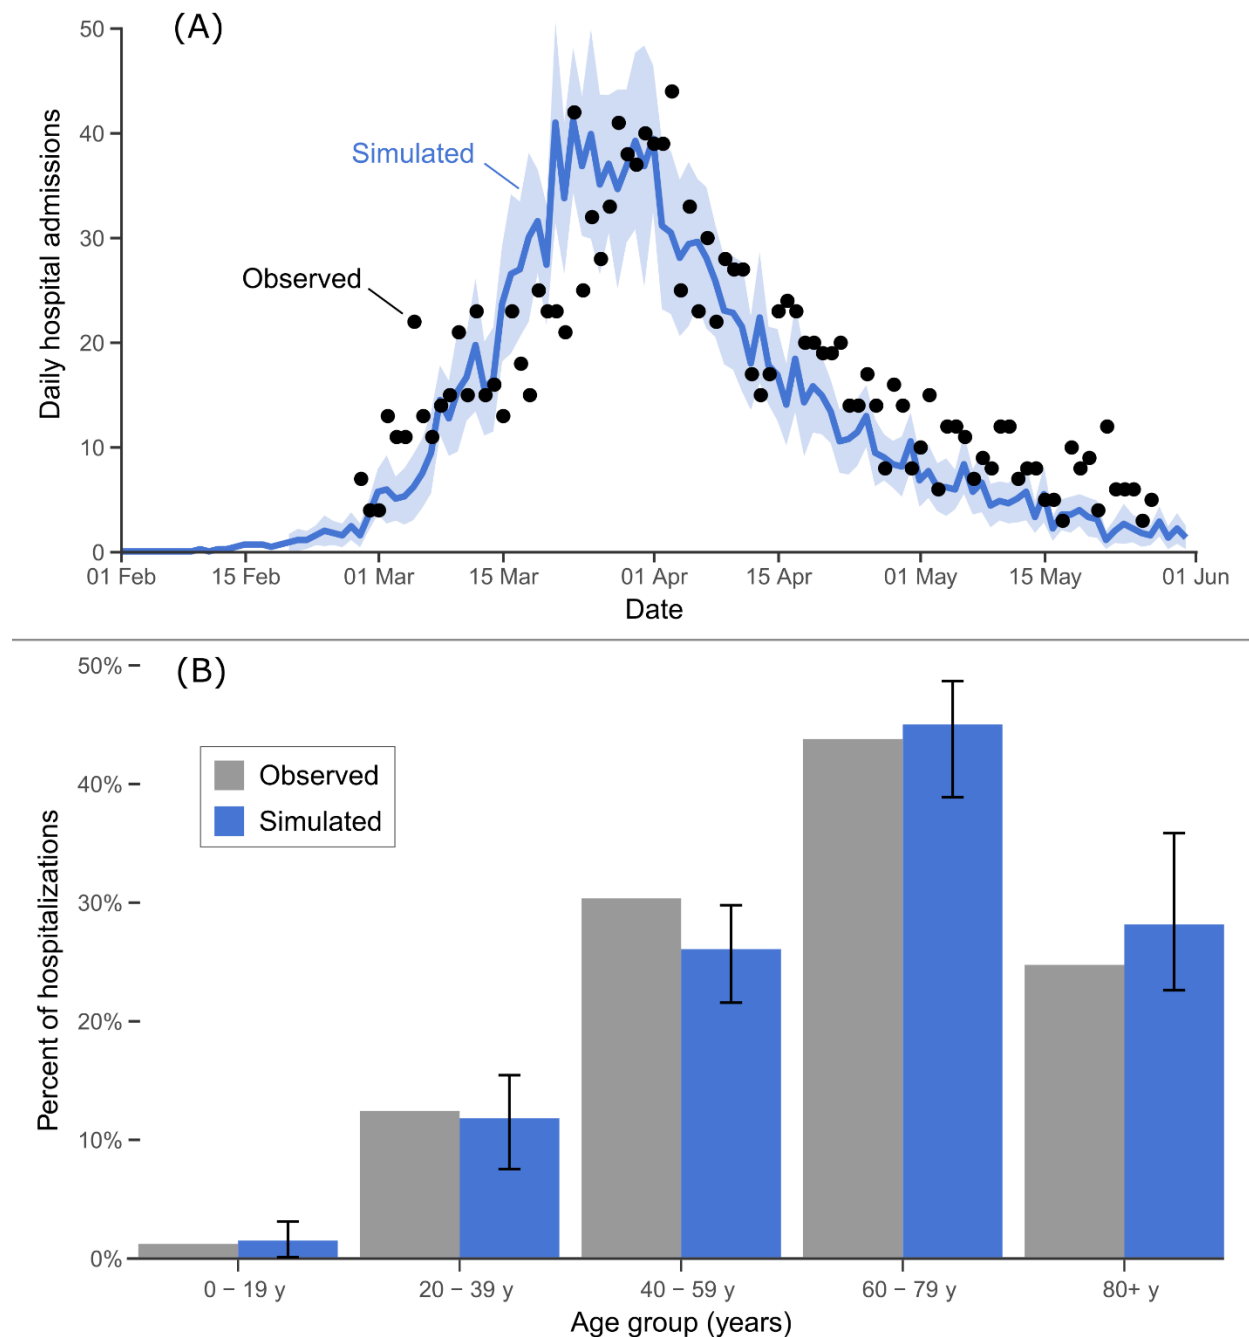 (A)
50
40
30
20
10
0
Daily hospital admissions
Simulated
Observed
01 Feb 15 Feb 01 Mar 15 Mar 01 Apr 15 Apr 01 May 15 May 01 Jun
Date
(B)
50%
40%
30%
20%
10%
0%
Percent of hospitalizations
Observed
Simulated
0 – 19 y 20 – 39 y 40 – 59 y 60 – 79 y 80+ y
Age group (years)